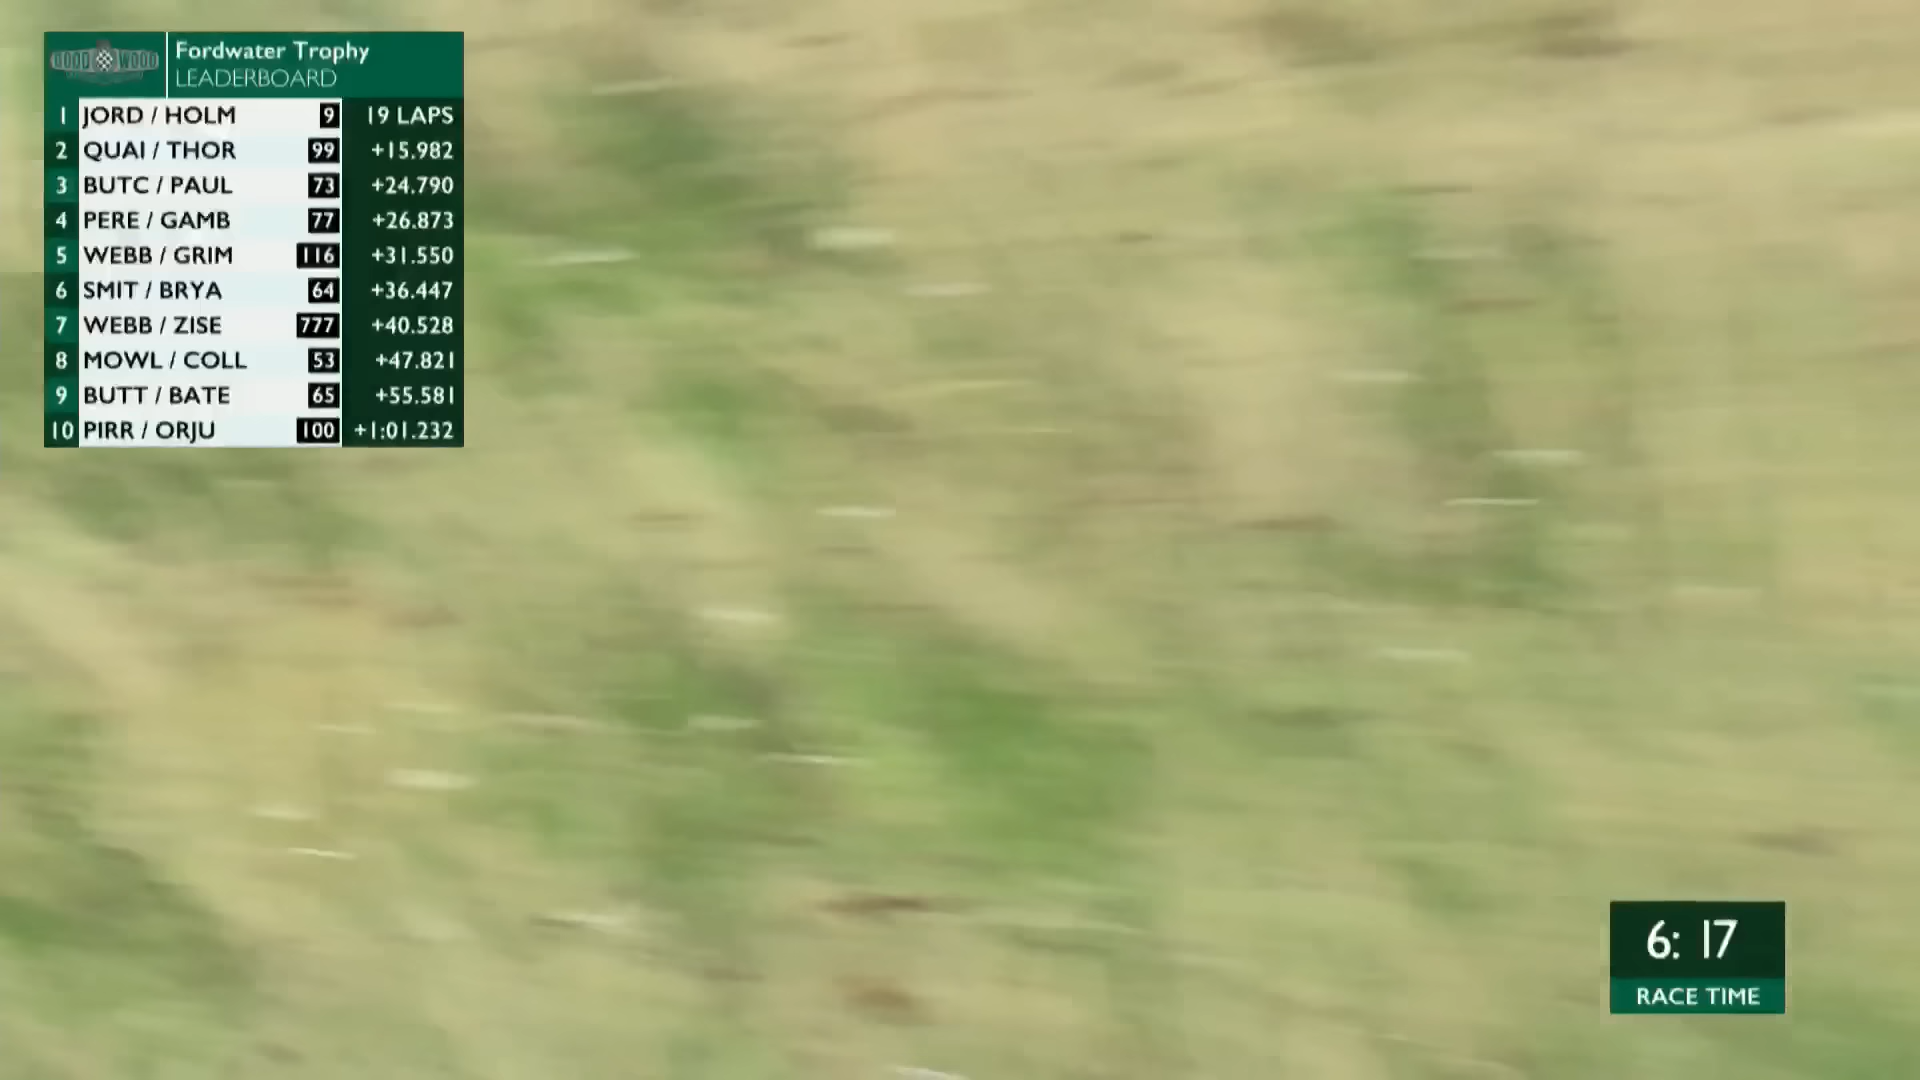 GOOD WOOD
Fordwater Trophy
LEADERBOARD
1 JORD / HOLM 9 19 LAPS
2 QUAI / THOR 99 +15.982
3 BUTC / PAUL 73 +24.790
4 PERE / GAMB 77 +26.873
5 WEBB / GRIM 116 +31.550
6 SMIT / BRYA 64 +36.447
7 WEBB / ZISE 777 +40.528
8 MOWL / COLL 53 +47.821
9 BUTT / BATE 65 +55.581
10 PIRR / ORJU 100 +1:01.232
6: 17
RACE TIME